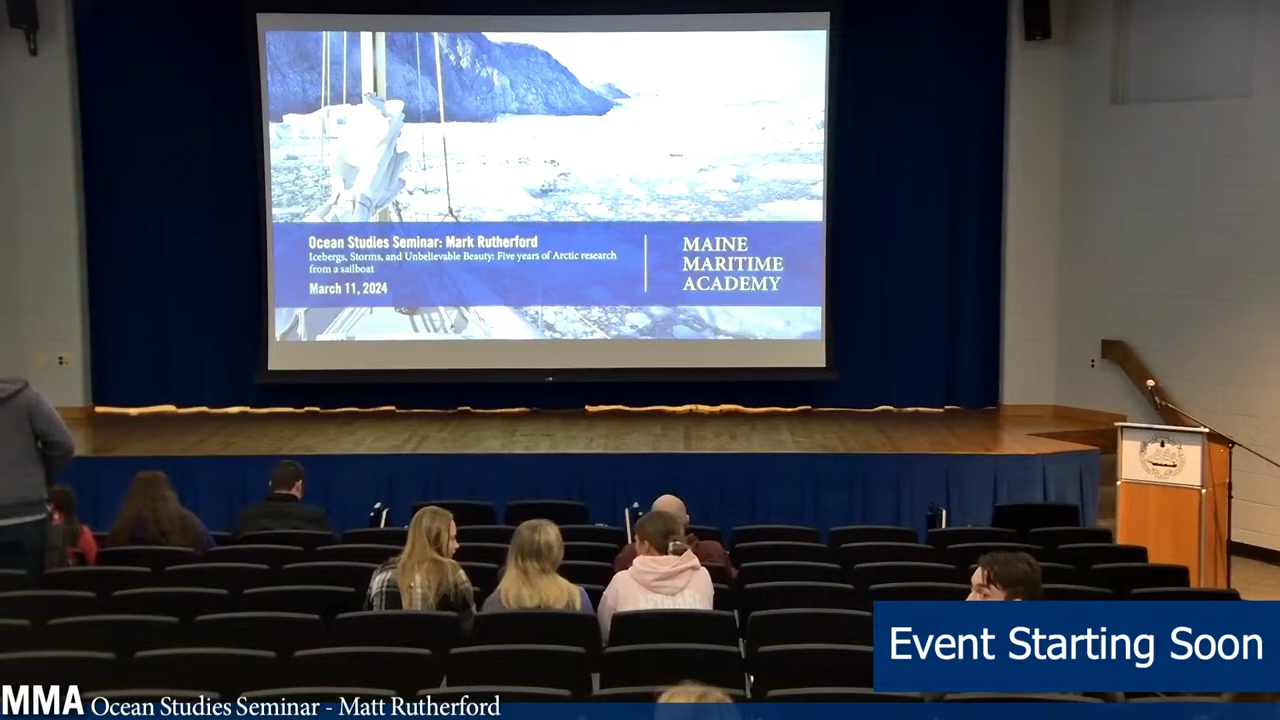 Ocean Studies Seminar: Mark Rutherford
Icebergs, Storms, and Unbelievable Beauty: Five years of Arctic research
from a sailboat
March 11, 2024
MAINE
MARITIME
ACADEMY
Event Starting Soon
MMA Ocean Studies Seminar - Matt Rutherford